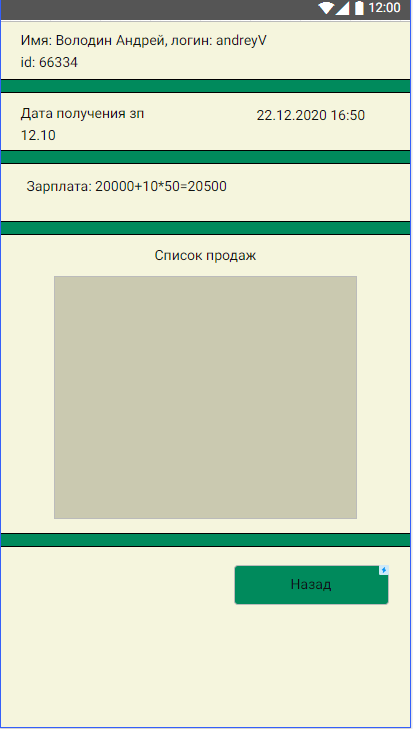 12:00
Имя: Володин Андрей, логин: andreyV
id: 66334
Дата получения зп
22.12.2020 16:50
12.10
Зарплата: 20000+10*50=20500
Список продаж
Назад